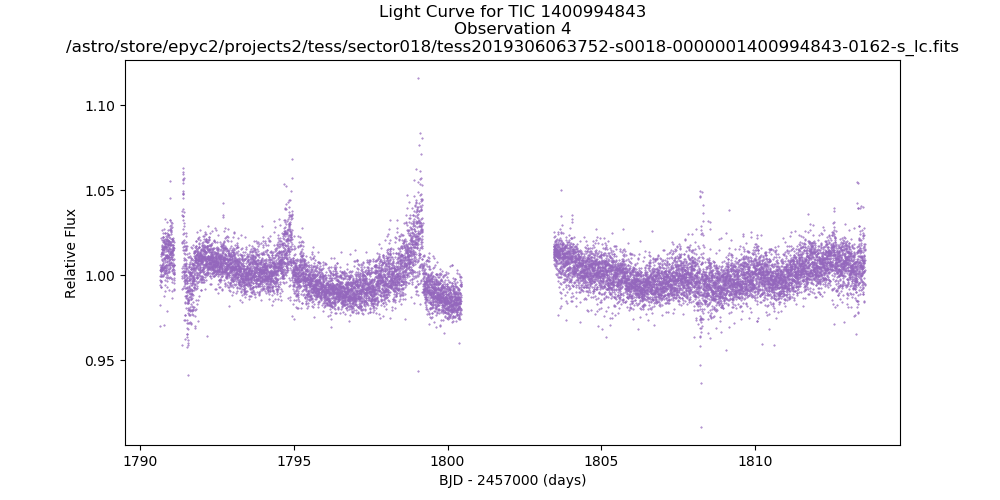 Light Curve for TIC 1400994843
Observation 4
/astro/store/epyc2/projects2/tess/sector018/tess2019306063752-s0018-0000001400994843-0162-s_lc.fits
1.10
1.05
1.00
0.95
Relative Flux
1790
1795
1800
1805
1810
BJD - 2457000 (days)